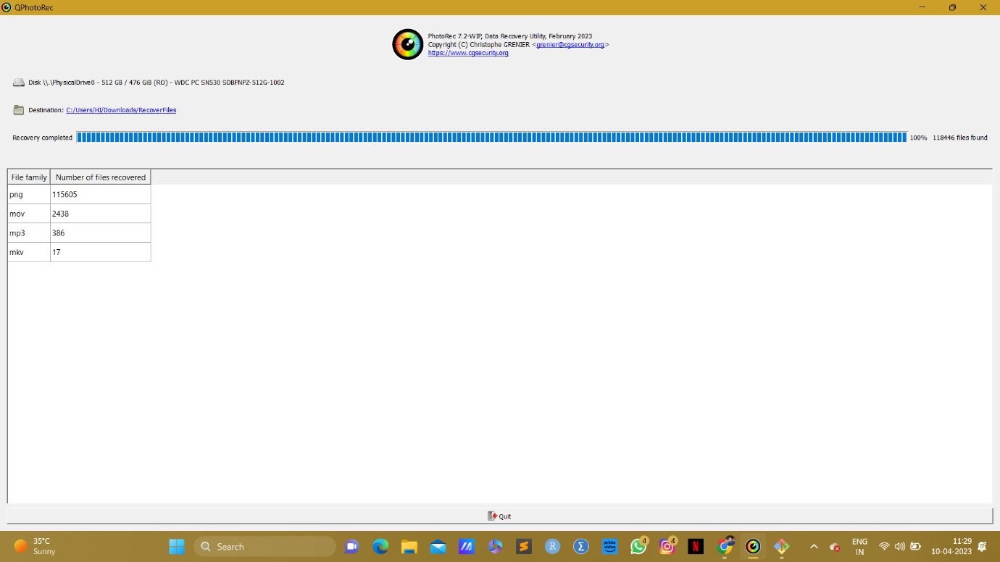 QPhotoRec
PhotoRec 7.2-WIP, Data Recovery Utility, February 2023
Copyright (C) Christophe GRENIER <grenier@cgsecurity.org>
https://www.cgsecurity.org
Disk \\.\PhysicalDrive0 - 512 GB / 476 GiB (RO) - WDC PC SN530 SDBPNPZ-512G-1002
Destination: C:/Users/HI/Downloads/RecoverFiles
Recovery completed 100% 118446 files found
File family Number of files recovered
png 115605
mov 2438
mp3 386
mkv 17
Quit
35°C
Sunny
Search
R
Σ
prime
video
4
4
N
ENG
IN
11:29
10-04-2023